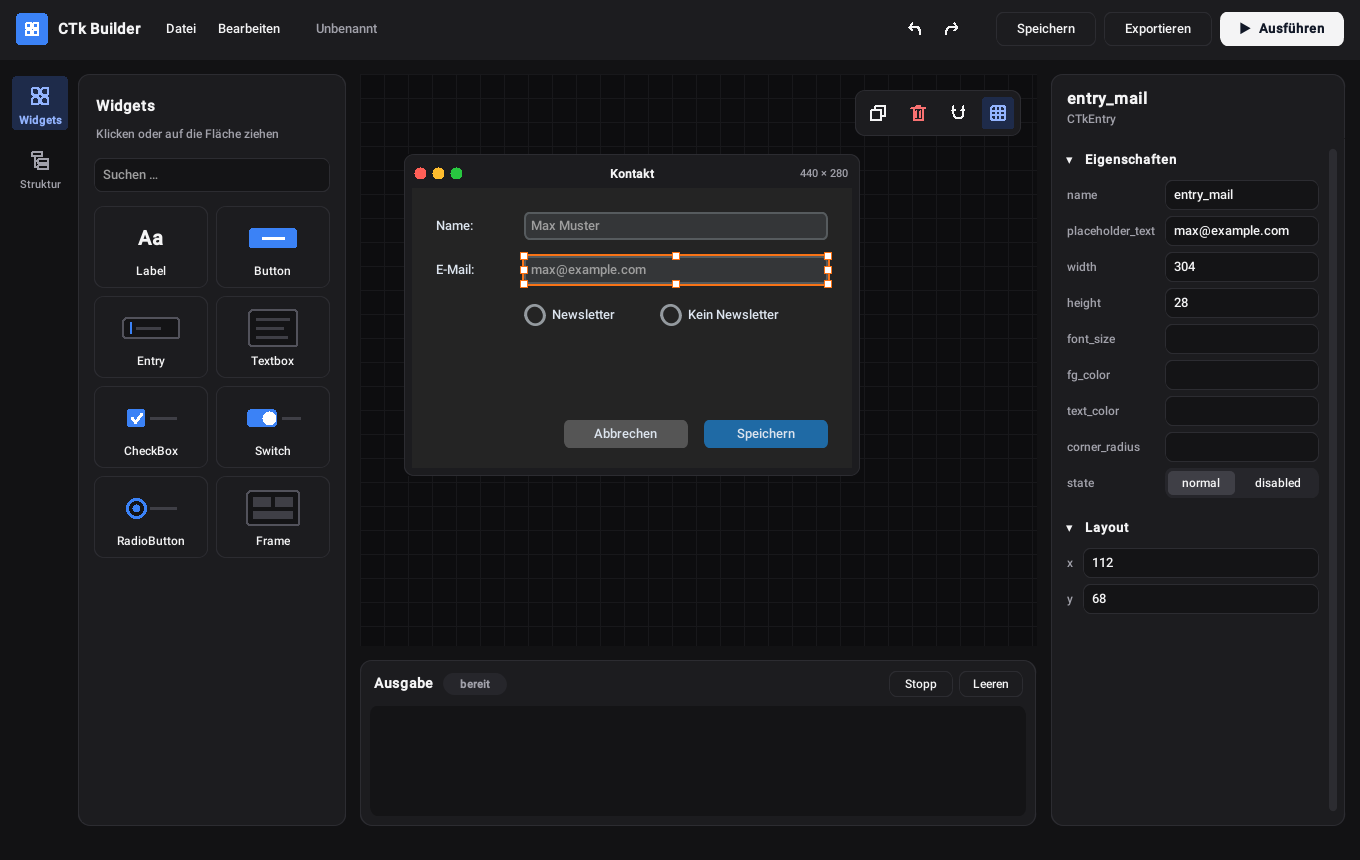 CTk Builder Datei Bearbeiten Unbenannt Speichern Exportieren Ausführen
Widgets
Struktur
Widgets
Klicken oder auf die Fläche ziehen
Suchen ...
Aa
Label
Button
Entry
Textbox
CheckBox
Switch
RadioButton
Frame
Kontakt 440 × 280
Name: Max Muster
E-Mail: max@example.com
Newsletter Kein Newsletter
Abbrechen Speichern
Ausgabe bereit Stopp Leeren
entry_mail
CTkEntry
Eigenschaften
name entry_mail
placeholder_text max@example.com
width 304
height 28
font_size
fg_color
text_color
corner_radius
state normal disabled
Layout
x 112
y 68